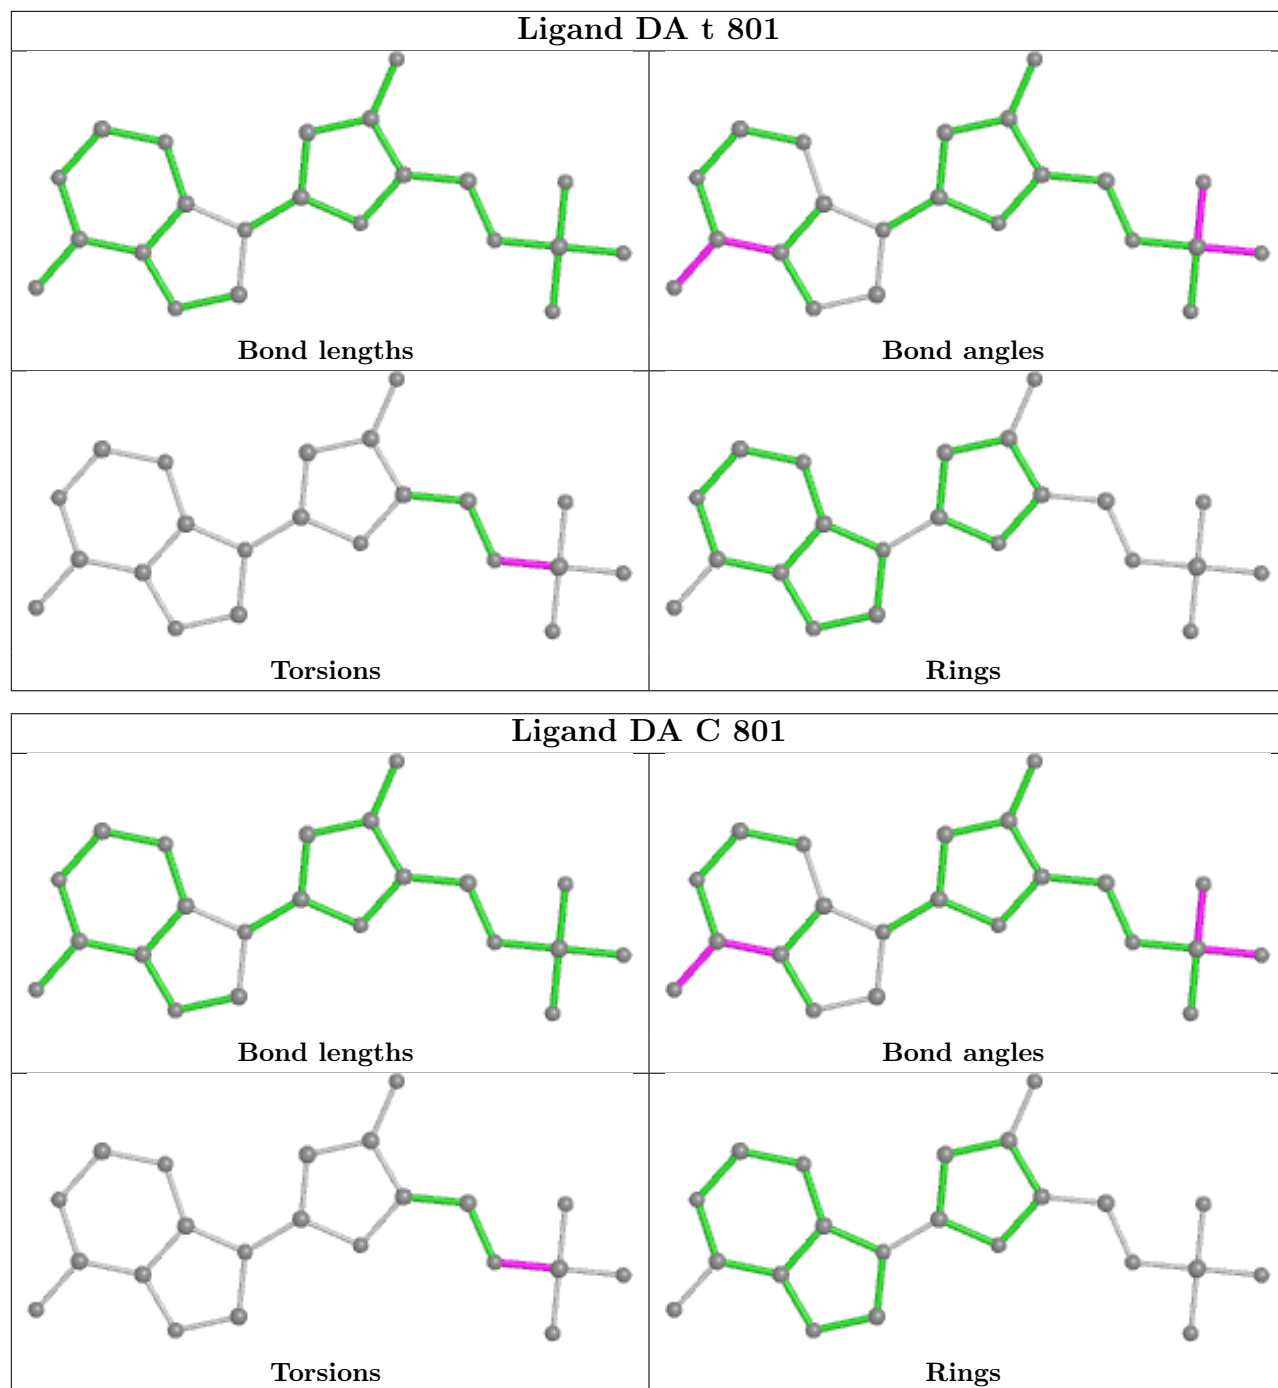 Ligand DA t 801
Bond lengths
Bond angles
Torsions
Rings
Ligand DA C 801
Bond lengths
Bond angles
Torsions
Rings